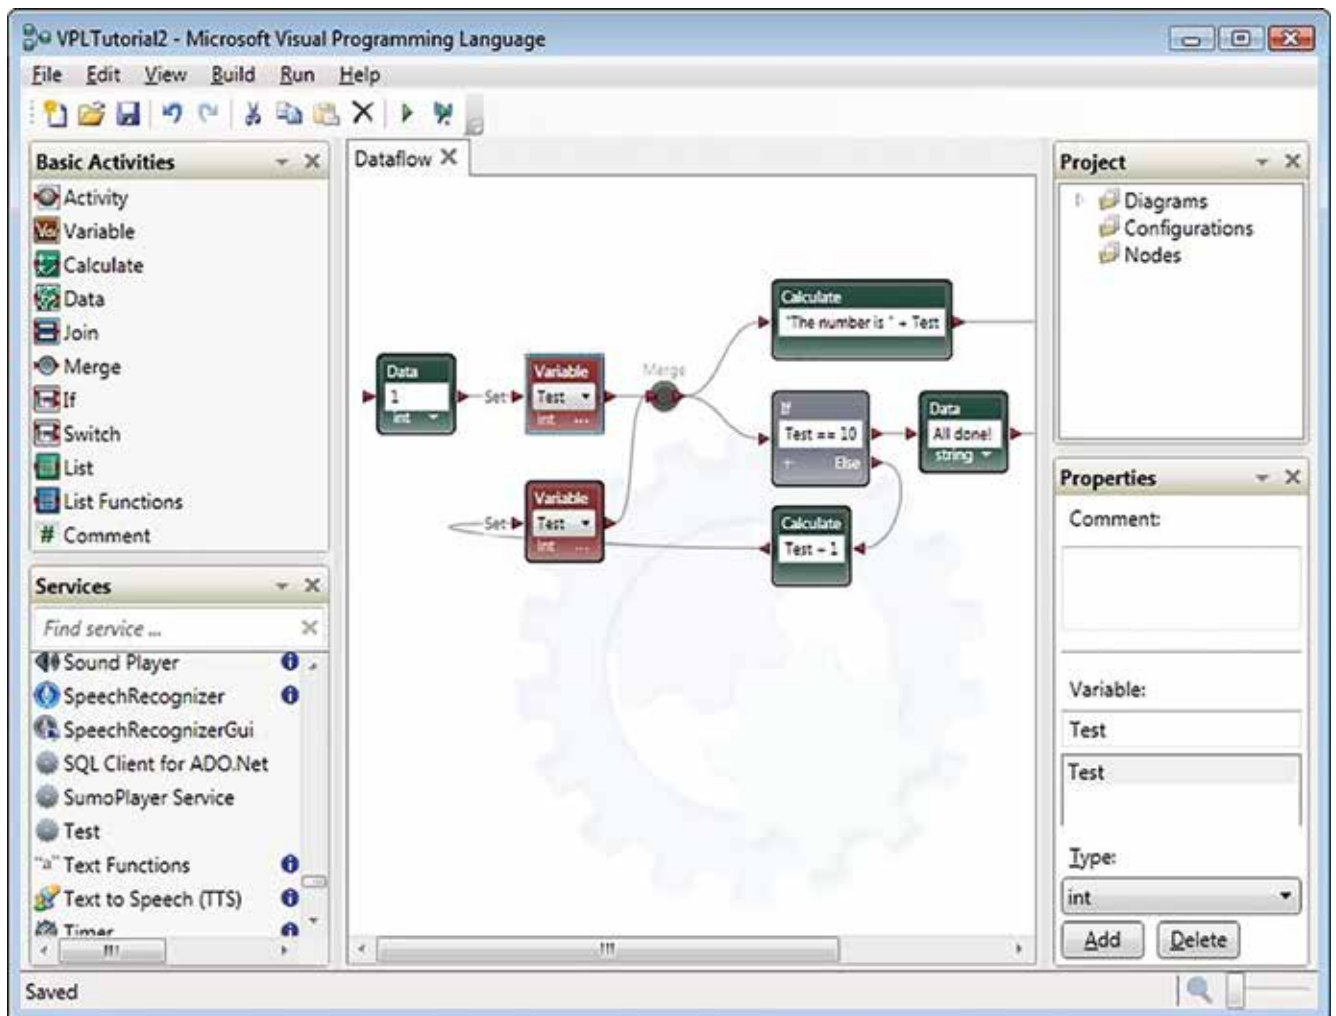 VPLTutorial2 - Microsoft Visual Programming Language
File Edit View Build Run Help
Basic Activities
Activity
Variable
Calculate
Data
Join
Merge
If
Switch
List
List Functions
# Comment
Services
Find service ...
Sound Player
SpeechRecognizer
SpeechRecognizerGui
SQL Client for ADO.Net
SumoPlayer Service
Test
"a" Text Functions
Text to Speech (TTS)
Timer
Dataflow
Data
1
int
Set
Variable
Test
int ...
Merge
Calculate
"The number is " + Test
If
Test == 10
+ Else
Data
All done!
string
Set
Variable
Test
int ...
Calculate
Project
Diagrams
Configurations
Nodes
Properties
Comment:
Variable:
Test
Test
Type:
int
Add Delete
Saved